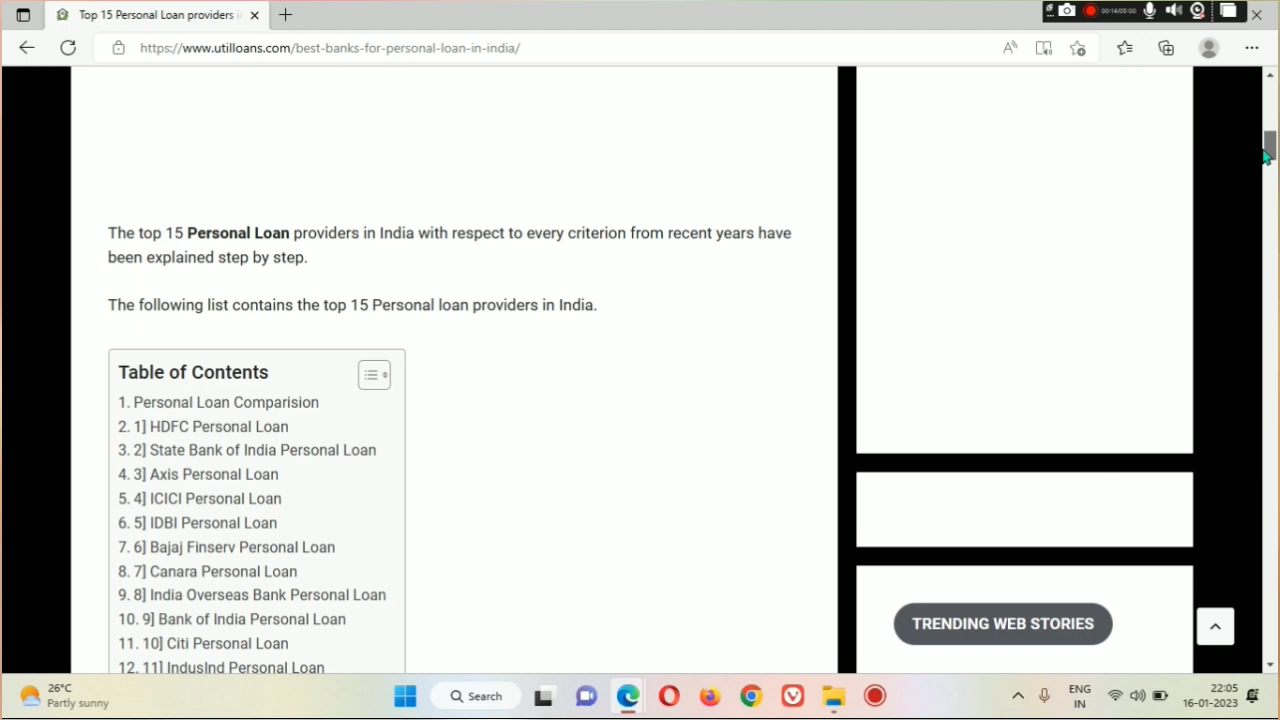 Top 15 Personal Loan providers i
00:14/00:00
https://www.utilloans.com/best-banks-for-personal-loan-in-india/
The top 15 Personal Loan providers in India with respect to every criterion from recent years have
been explained step by step.
The following list contains the top 15 Personal loan providers in India.
Table of Contents
1. Personal Loan Comparision
2. 1] HDFC Personal Loan
3. 2] State Bank of India Personal Loan
4. 3] Axis Personal Loan
5. 4] ICICI Personal Loan
6. 5] IDBI Personal Loan
7. 6] Bajaj Finserv Personal Loan
8. 7] Canara Personal Loan
9. 8] India Overseas Bank Personal Loan
10. 9] Bank of India Personal Loan
11. 10] Citi Personal Loan
12. 11] IndusInd Personal Loan
TRENDING WEB STORIES
26°C
Partly sunny
Search
ENG
IN
22:05
16-01-2023